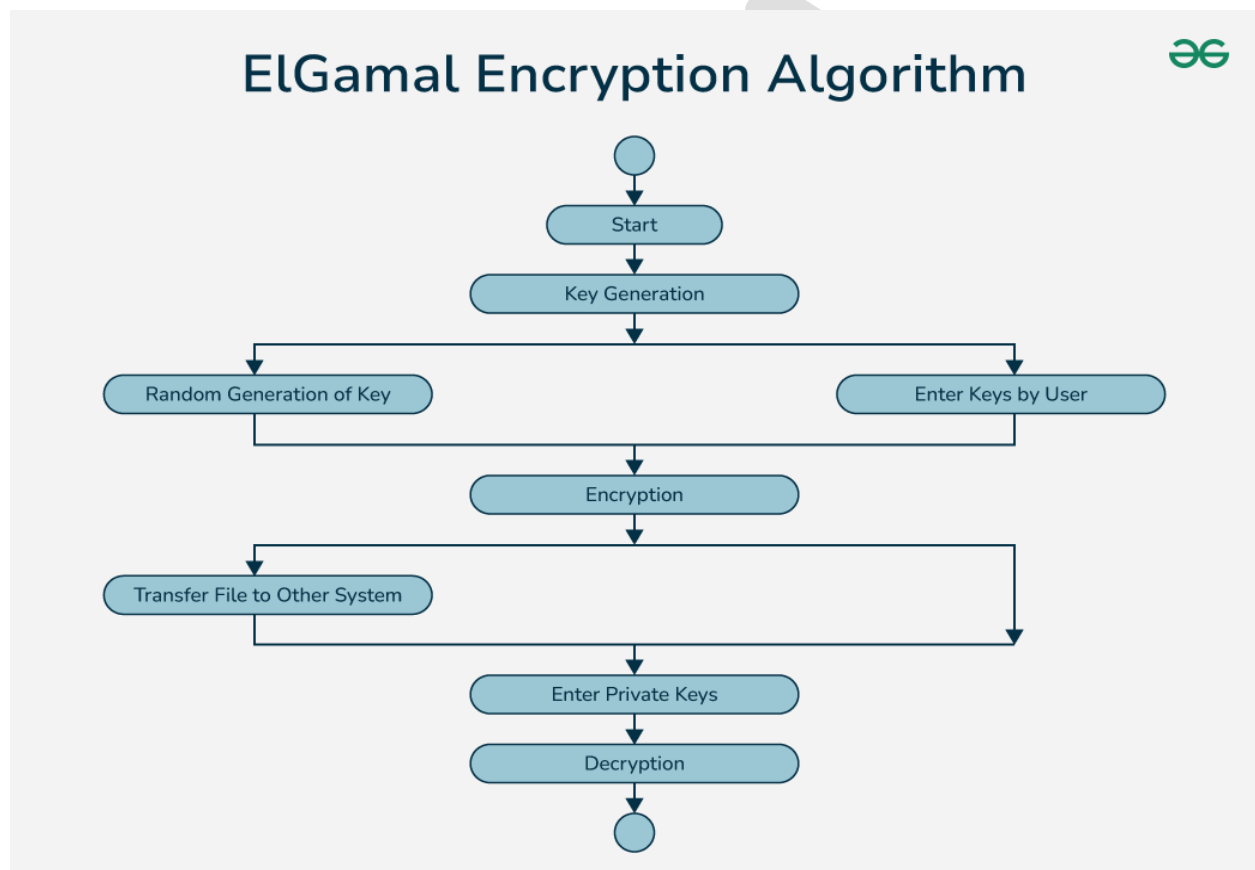 ElGamal Encryption Algorithm
Start
Key Generation
Random Generation of Key
Enter Keys by User
Encryption
Transfer File to Other System
Enter Private Keys
Decryption